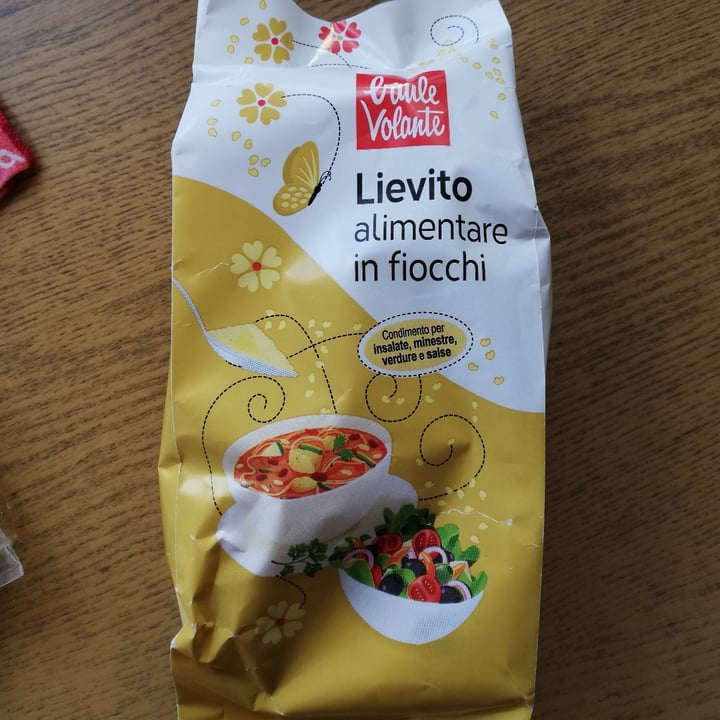 baule
Volante
Lievito
alimentare
in fiocchi
Condimento per
insalate, minestre,
verdure e salse